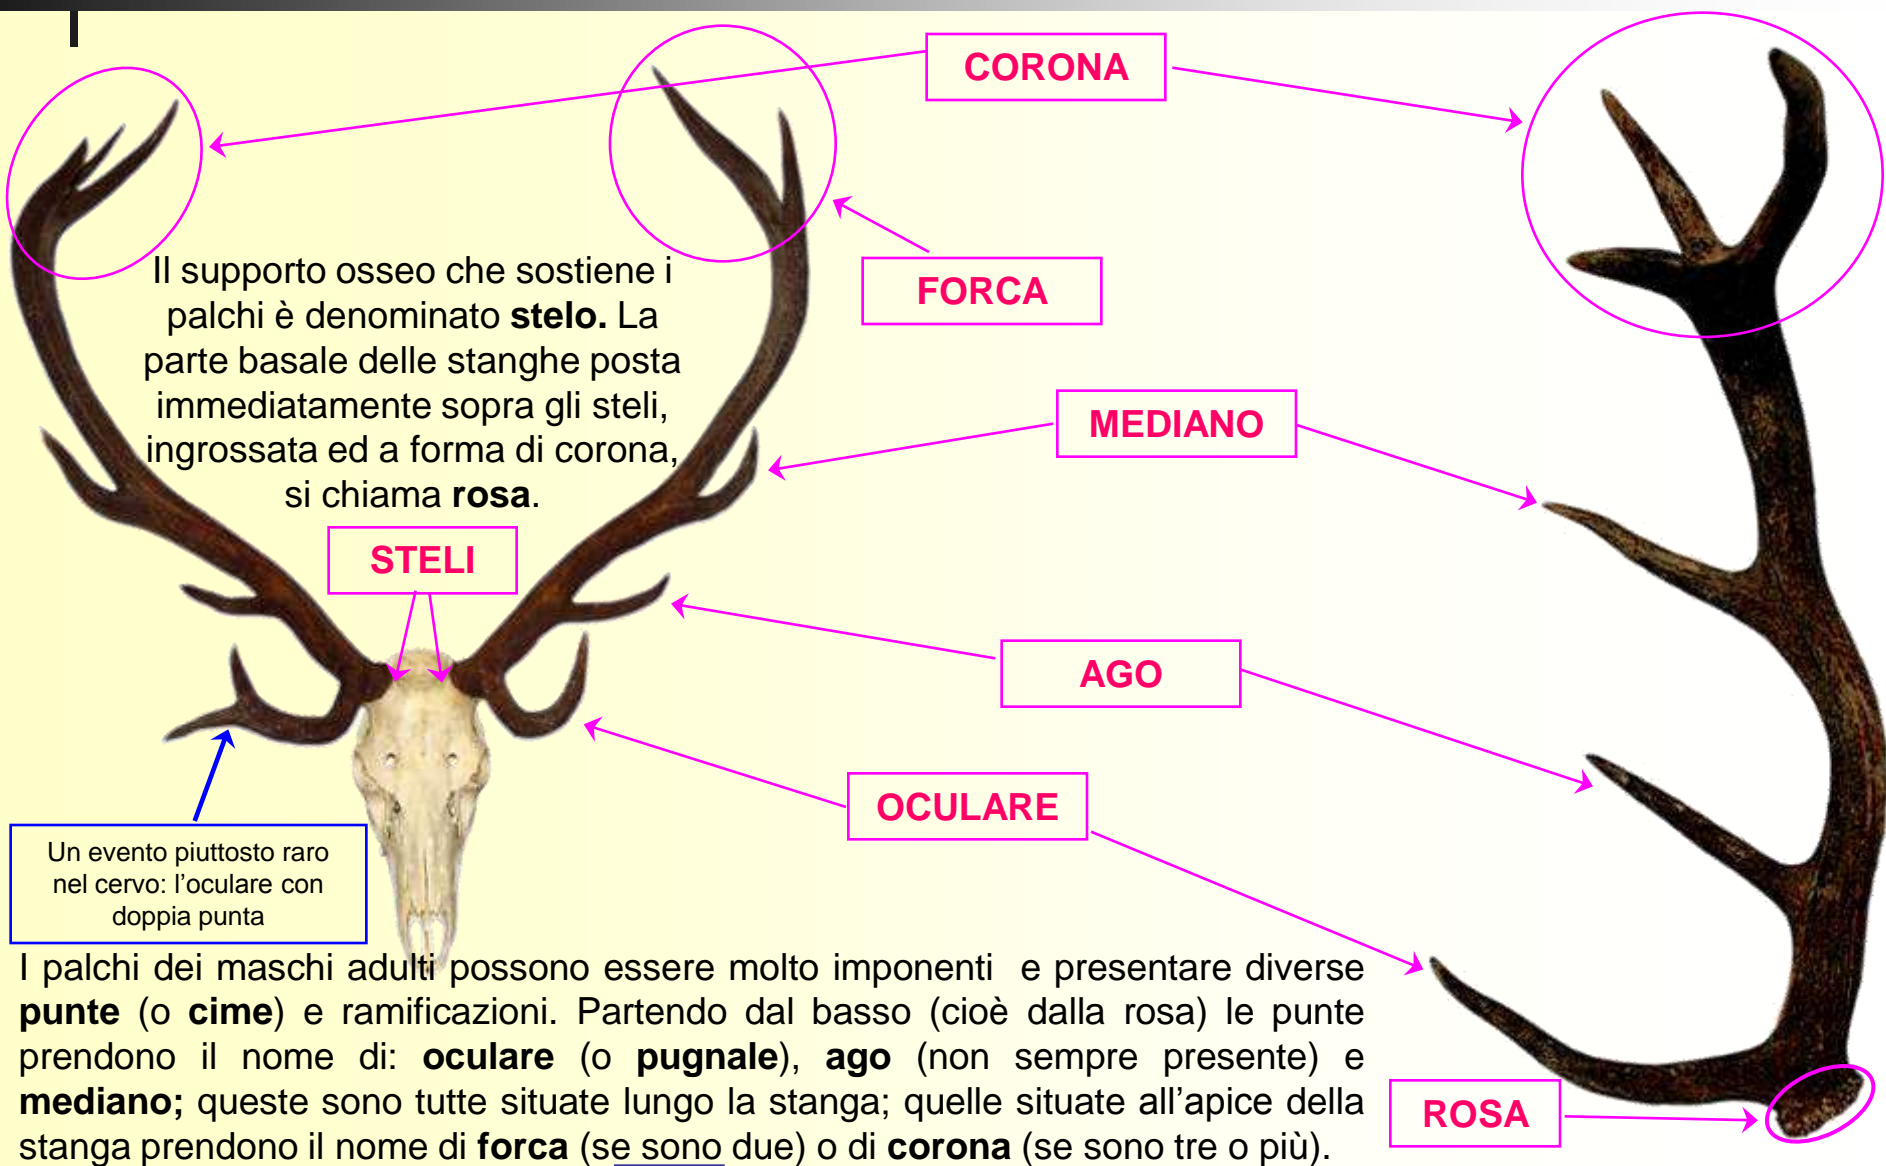 CORONA
FORCA
Il supporto osseo che sostiene i
palchi è denominato stelo. La
parte basale delle stanghe posta
immediatamente sopra gli steli,
ingrossata ed a forma di corona,
si chiama rosa.
MEDIANO
STELI
AGO
OCULARE
Un evento piuttosto raro
nel cervo: l'oculare con
doppia punta
I palchi dei maschi adulti possono essere molto imponenti e presentare diverse
punte (o cime) e ramificazioni. Partendo dal basso (cioè dalla rosa) le punte
prendono il nome di: oculare (o pugnale), ago (non sempre presente) e
mediano; queste sono tutte situate lungo la stanga; quelle situate all'apice della
stanga prendono il nome di forca (se sono due) o di corona (se sono tre o più).
ROSA